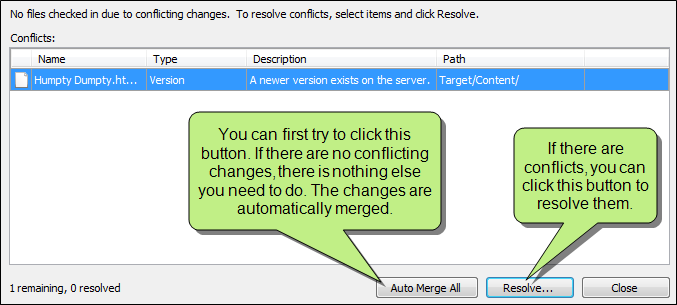 No files checked in due to conflicting changes.  To resolve conflicts, select items and click Resolve.
Conflicts:
Name Type Description Path
Humpty Dumpty.ht... Version A newer version exists on the server. Target/Content/
You can first try to click this
button. If there are no conflicting
changes, there is nothing else
you need to do. The changes are
automatically merged.
If there are
conflicts, you can
click this button to
resolve them.
1 remaining, 0 resolved
Auto Merge All Resolve... Close